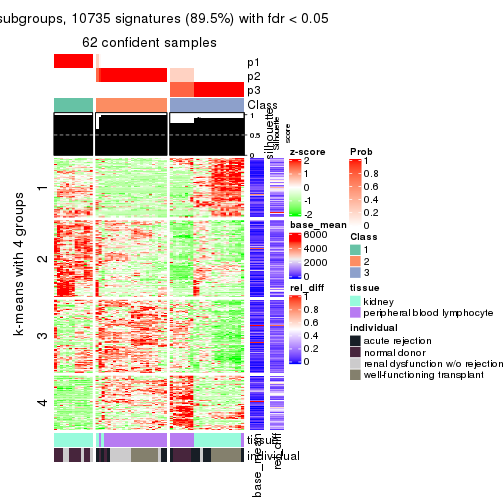 subgroups, 10735 signatures (89.5%) with fdr < 0.05
62 confident samples
p1
p2
p3
Class
silhouette
1
0.5
0
Silhouette
score
k-means with 4 groups
1
2
3
4
tissue
individual
base_mean
rel_diff
z-score
2
1
0
-1
-2
base_mean
6000
4000
2000
0
rel_diff
1
0.8
0.6
0.4
0.2
0
Prob
1
0.8
0.6
0.4
0.2
0
Class
1
2
3
tissue
kidney
peripheral blood lymphocyte
individual
acute rejection
normal donor
renal dysfunction w/o rejection
well-functioning transplant